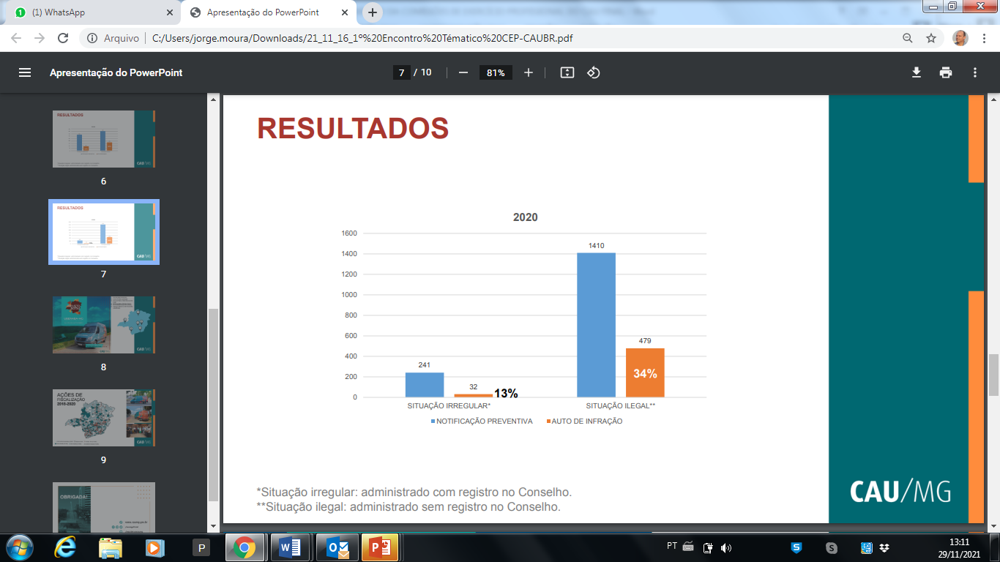 (1) WhatsApp
Apresentação do PowerPoint
Arquivo
C:/Users/jorge.moura/Downloads/21_11_16_1º%20Encontro%20Tématico%20CEP-CAUBR.pdf
Apresentação do PowerPoint
7 / 10
81%
RESULTADOS
6
RESULTADOS
7
8
AÇÕES DE
FISCALIZAÇÃO
2018-2020
CAU/MG
9
OBRIGADA!
RESULTADOS
2020
1600
1400
1200
1000
800
600
400
200
0
241
32
13%
1410
479
34%
SITUAÇÃO IRREGULAR*
SITUAÇÃO ILEGAL**
NOTIFICAÇÃO PREVENTIVA
AUTO DE INFRAÇÃO
*Situação irregular: administrado com registro no Conselho.
**Situação ilegal: administrado sem registro no Conselho.
CAU/MG
PT
13:11
29/11/2021